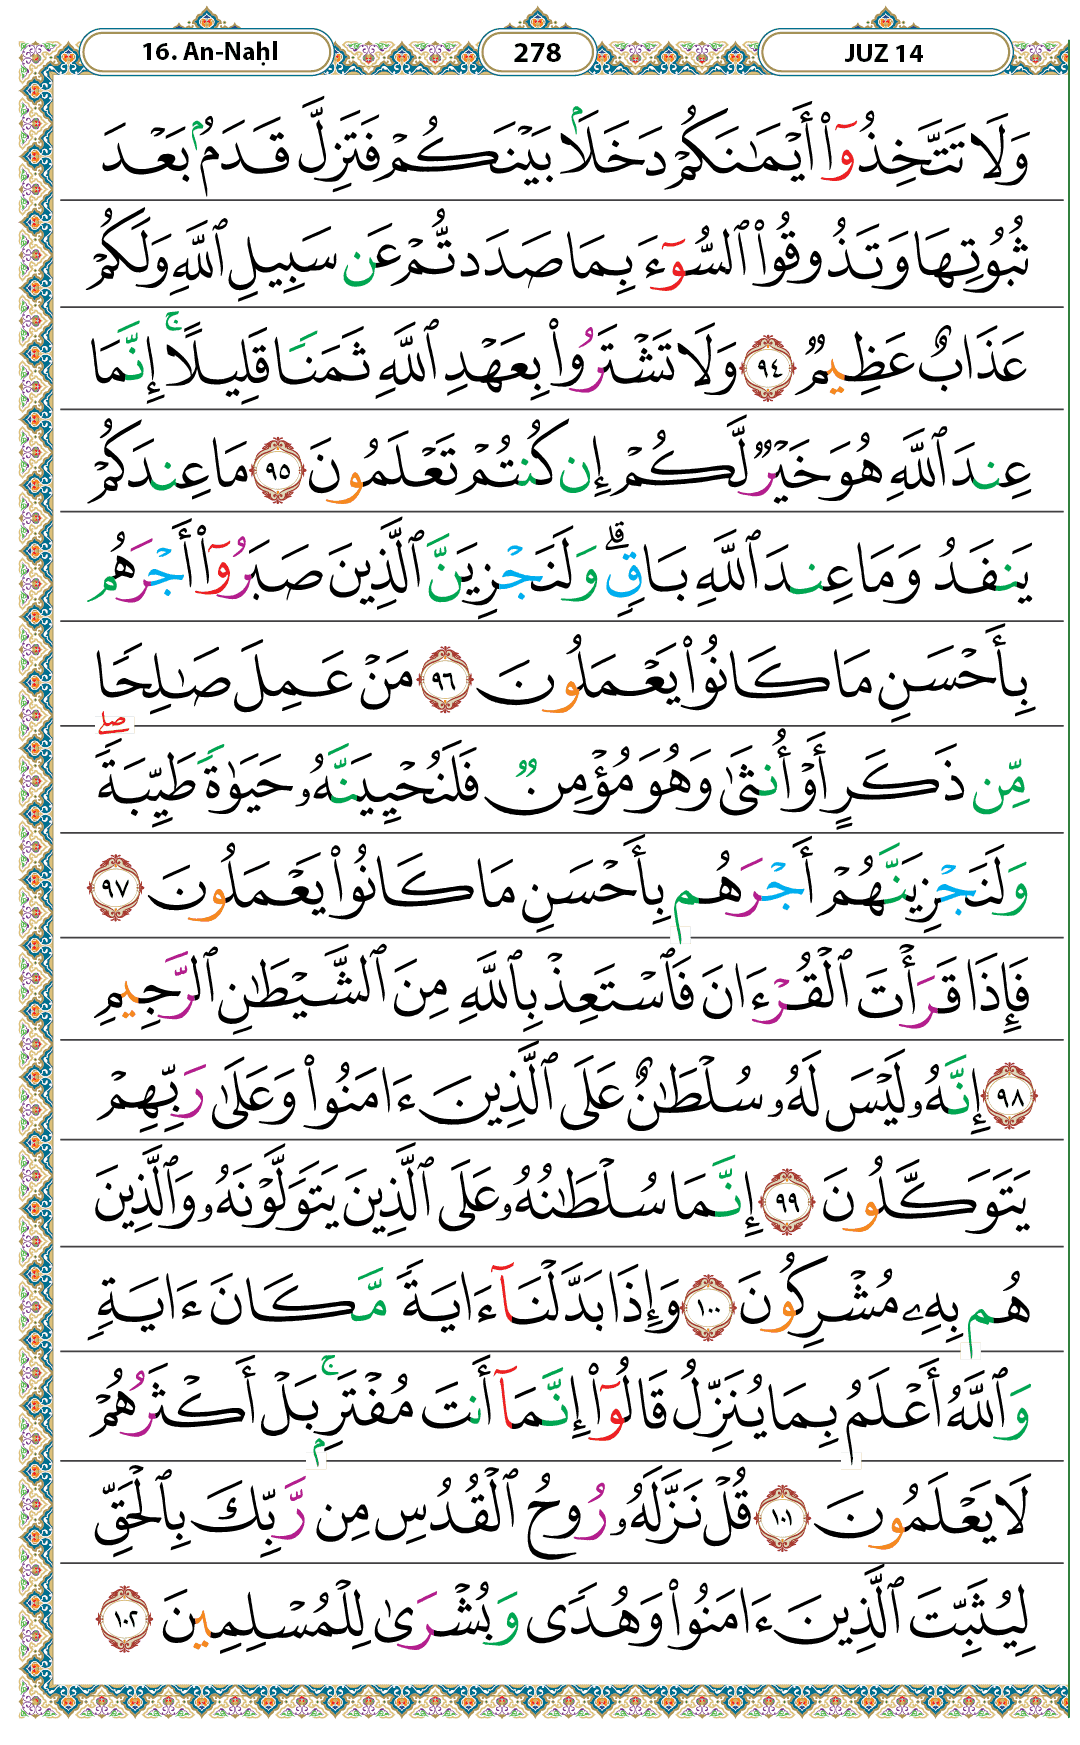 16. An-Naḥl 278 JUZ 14
وَلَا تَتَّخِذُوٓا۟ أَيْمَـٰنَكُمْ دَخَلًۢا بَيْنَكُمْ فَتَزِلَّ قَدَمٌۢ بَعْدَ
ثُبُوتِهَا وَتَذُوقُوا۟ ٱلسُّوٓءَ بِمَا صَدَدتُّمْ عَن سَبِيلِ ٱللَّهِ وَلَكُمْ
عَذَابٌ عَظِيمٌ ٩٤ وَلَا تَشْتَرُوا۟ بِعَهْدِ ٱللَّهِ ثَمَنًا قَلِيلًا ۚ إِنَّمَا
عِندَ ٱللَّهِ هُوَ خَيْرٌ لَّكُمْ إِن كُنتُمْ تَعْلَمُونَ ٩٥ مَا عِندَكُمْ
يَنفَدُ وَمَا عِندَ ٱللَّهِ بَاقٍ ۗ وَلَنَجْزِيَنَّ ٱلَّذِينَ صَبَرُوٓا۟ أَجْرَهُم
بِأَحْسَنِ مَا كَانُوا۟ يَعْمَلُونَ ٩٦ مَنْ عَمِلَ صَـٰلِحًا
مِّن ذَكَرٍ أَوْ أُنثَىٰ وَهُوَ مُؤْمِنٌ فَلَنُحْيِيَنَّهُۥ حَيَوٰةً طَيِّبَةً ۖ
وَلَنَجْزِيَنَّهُمْ أَجْرَهُم بِأَحْسَنِ مَا كَانُوا۟ يَعْمَلُونَ ٩٧
فَإِذَا قَرَأْتَ ٱلْقُرْءَانَ فَٱسْتَعِذْ بِٱللَّهِ مِنَ ٱلشَّيْطَـٰنِ ٱلرَّجِيمِ
٩٨ إِنَّهُۥ لَيْسَ لَهُۥ سُلْطَـٰنٌ عَلَى ٱلَّذِينَ ءَامَنُوا۟ وَعَلَىٰ رَبِّهِمْ
يَتَوَكَّلُونَ ٩٩ إِنَّمَا سُلْطَـٰنُهُۥ عَلَى ٱلَّذِينَ يَتَوَلَّوْنَهُۥ وَٱلَّذِينَ
هُم بِهِۦ مُشْرِكُونَ ١٠٠ وَإِذَا بَدَّلْنَآ ءَايَةً مَّكَانَ ءَايَةٍ
وَٱللَّهُ أَعْلَمُ بِمَا يُنَزِّلُ قَالُوٓا۟ إِنَّمَآ أَنتَ مُفْتَرٍۭ ۚ بَلْ أَكْثَرُهُمْ
لَا يَعْلَمُونَ ١٠١ قُلْ نَزَّلَهُۥ رُوحُ ٱلْقُدُسِ مِن رَّبِّكَ بِٱلْحَقِّ
لِيُثَبِّتَ ٱلَّذِينَ ءَامَنُوا۟ وَهُدًى وَبُشْرَىٰ لِلْمُسْلِمِينَ ١٠٢